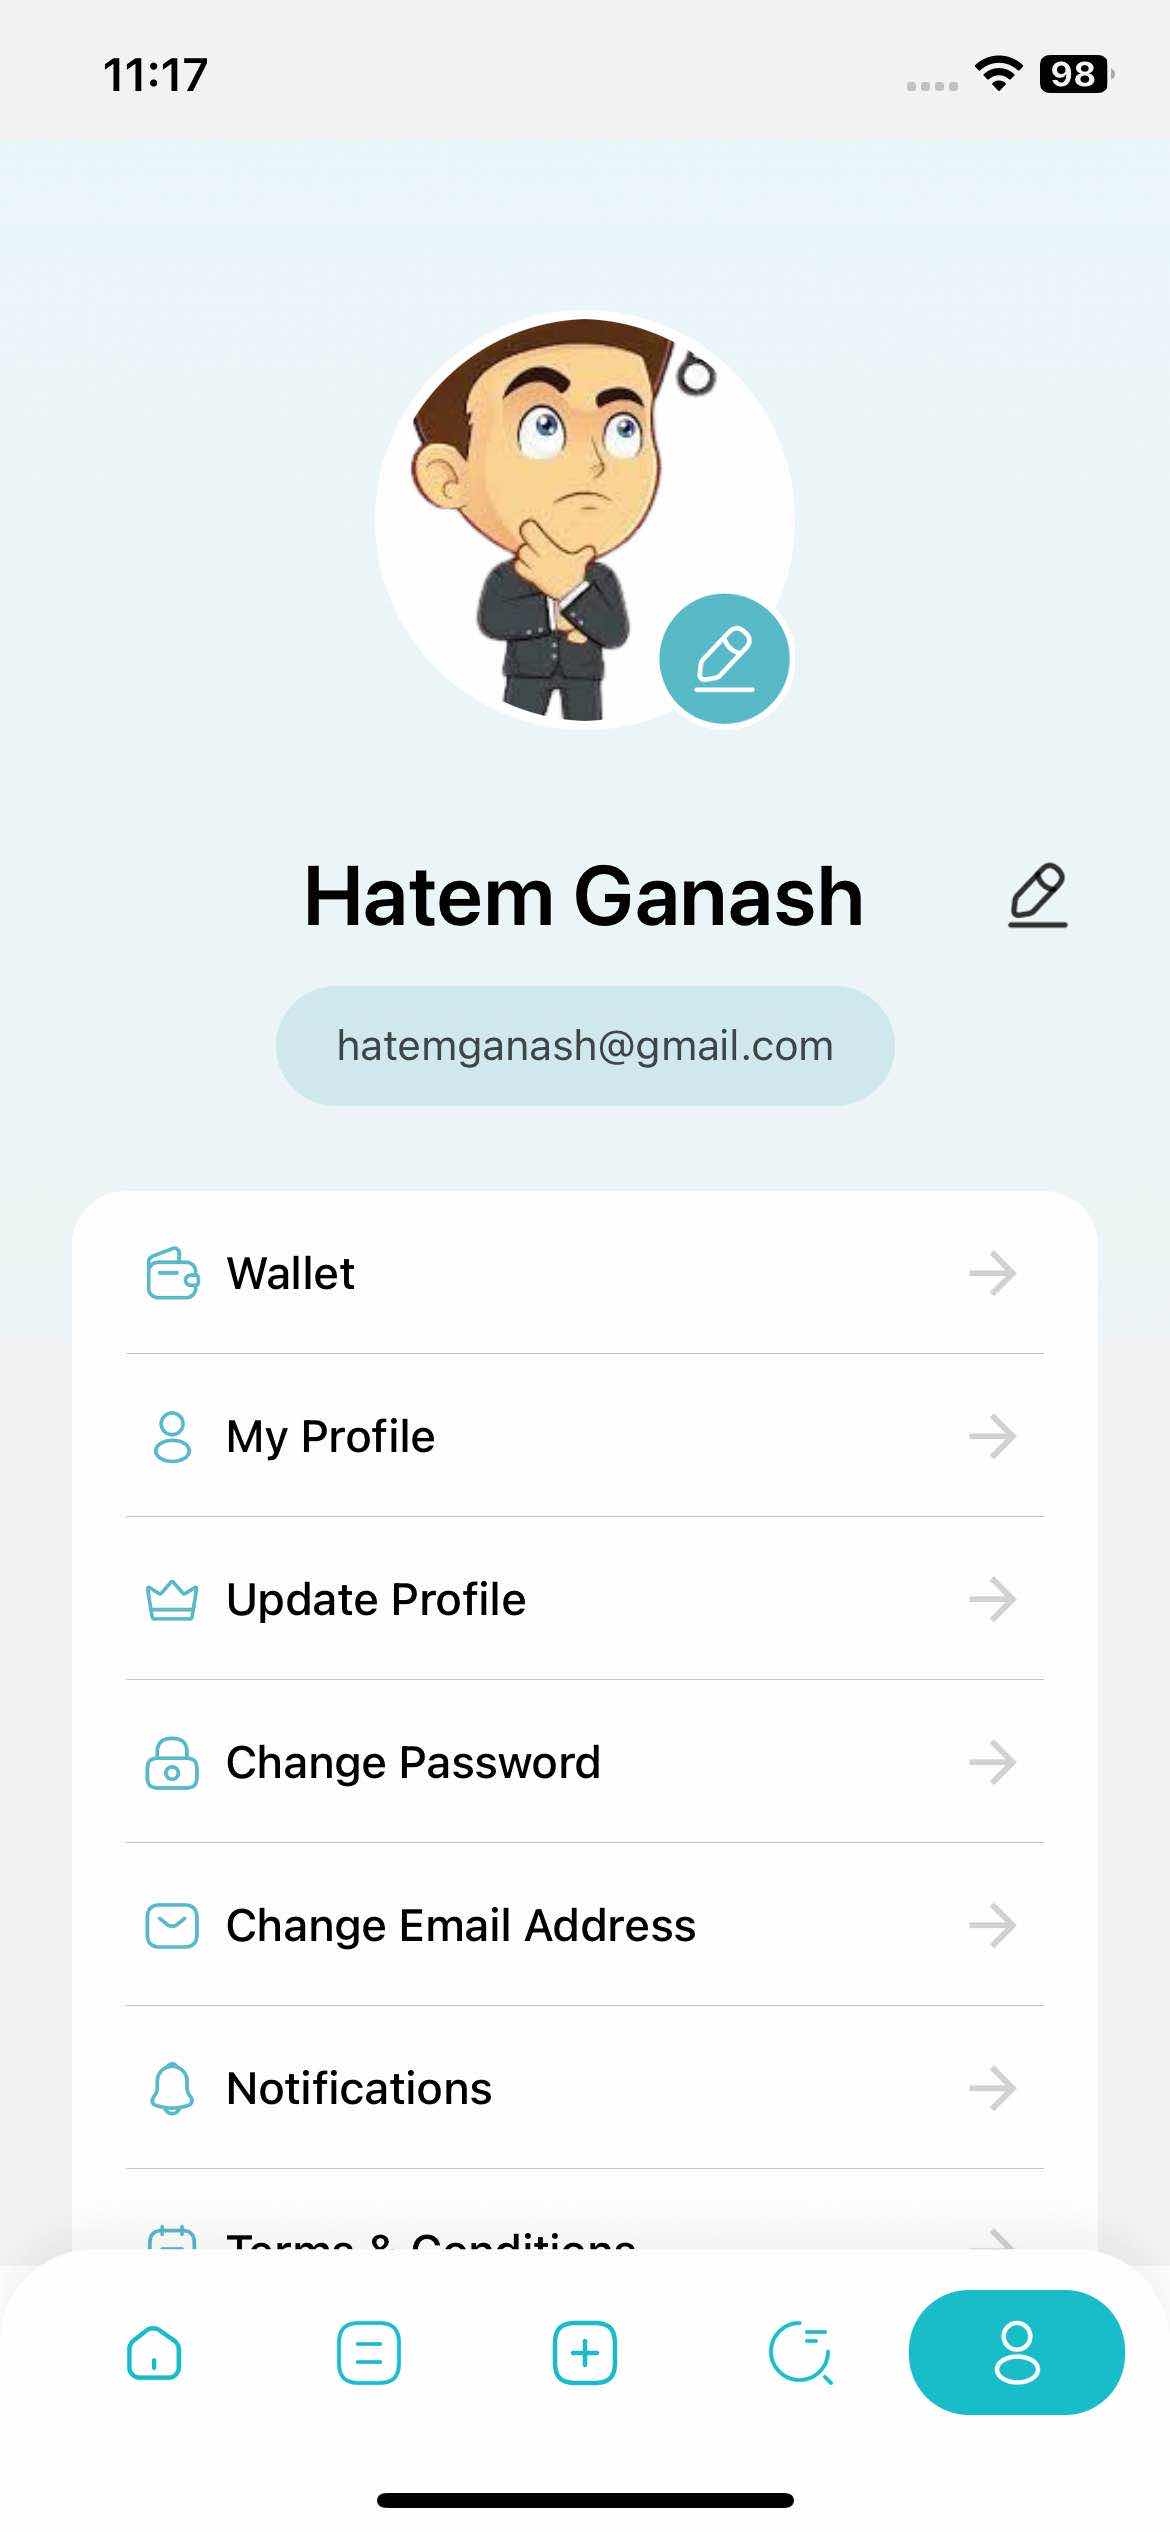 11:17
98
Hatem Ganash
hatemganash@gmail.com
Wallet
My Profile
Update Profile
Change Password
Change Email Address
Notifications
Terms & Conditions